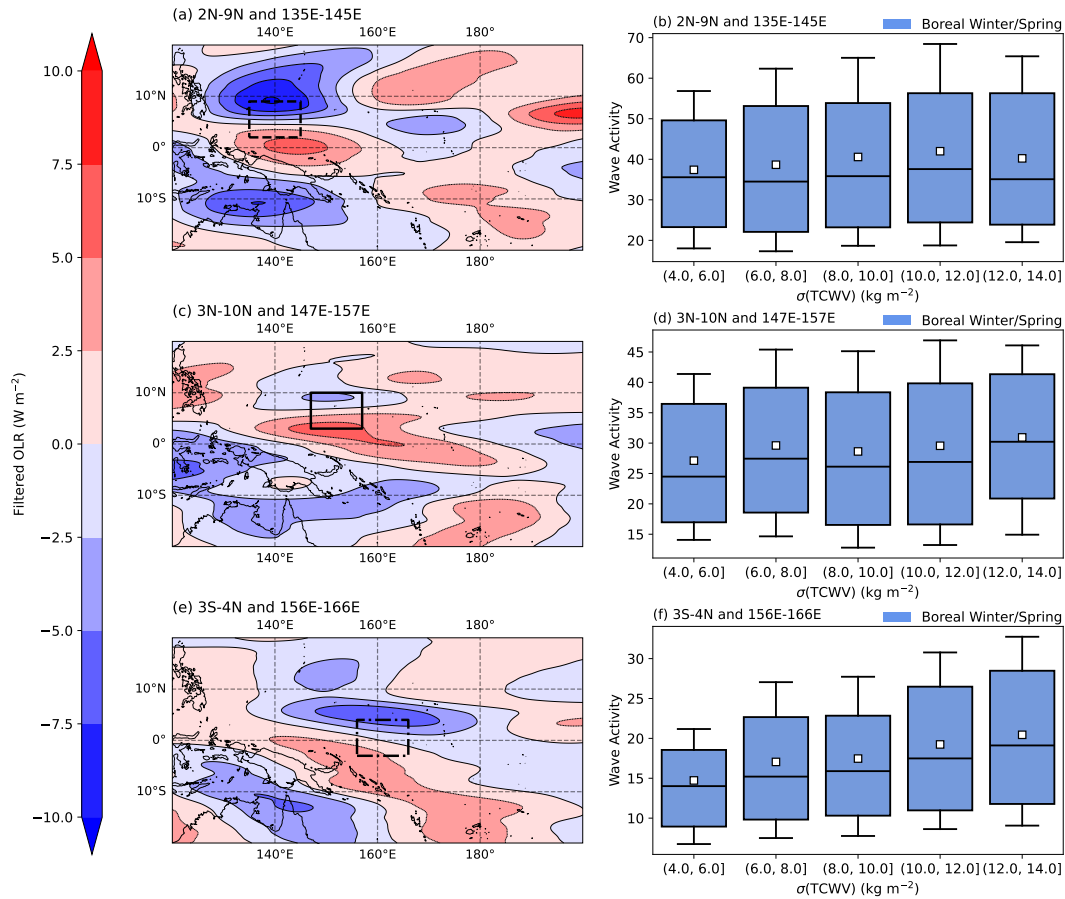 Filtered OLR (W m−2)
10.0
7.5
5.0
2.5
0.0
−2.5
−5.0
−7.5
−10.0
(a) 2N-9N and 135E-145E
140°E 160°E 180°
10°N
0°
10°S
140°E 160°E 180°
(b) 2N-9N and 135E-145E
Boreal Winter/Spring
Wave Activity
70
60
50
40
30
20
(4.0, 6.0] (6.0, 8.0] (8.0, 10.0] (10.0, 12.0] (12.0, 14.0]
σ(TCWV) (kg m−2)
(c) 3N-10N and 147E-157E
140°E 160°E 180°
10°N
0°
10°S
140°E 160°E 180°
(d) 3N-10N and 147E-157E
Boreal Winter/Spring
Wave Activity
45
40
35
30
25
20
15
(4.0, 6.0] (6.0, 8.0] (8.0, 10.0] (10.0, 12.0] (12.0, 14.0]
σ(TCWV) (kg m−2)
(e) 3S-4N and 156E-166E
140°E 160°E 180°
10°N
0°
10°S
140°E 160°E 180°
(f) 3S-4N and 156E-166E
Boreal Winter/Spring
Wave Activity
30
25
20
15
10
(4.0, 6.0] (6.0, 8.0] (8.0, 10.0] (10.0, 12.0] (12.0, 14.0]
σ(TCWV) (kg m−2)